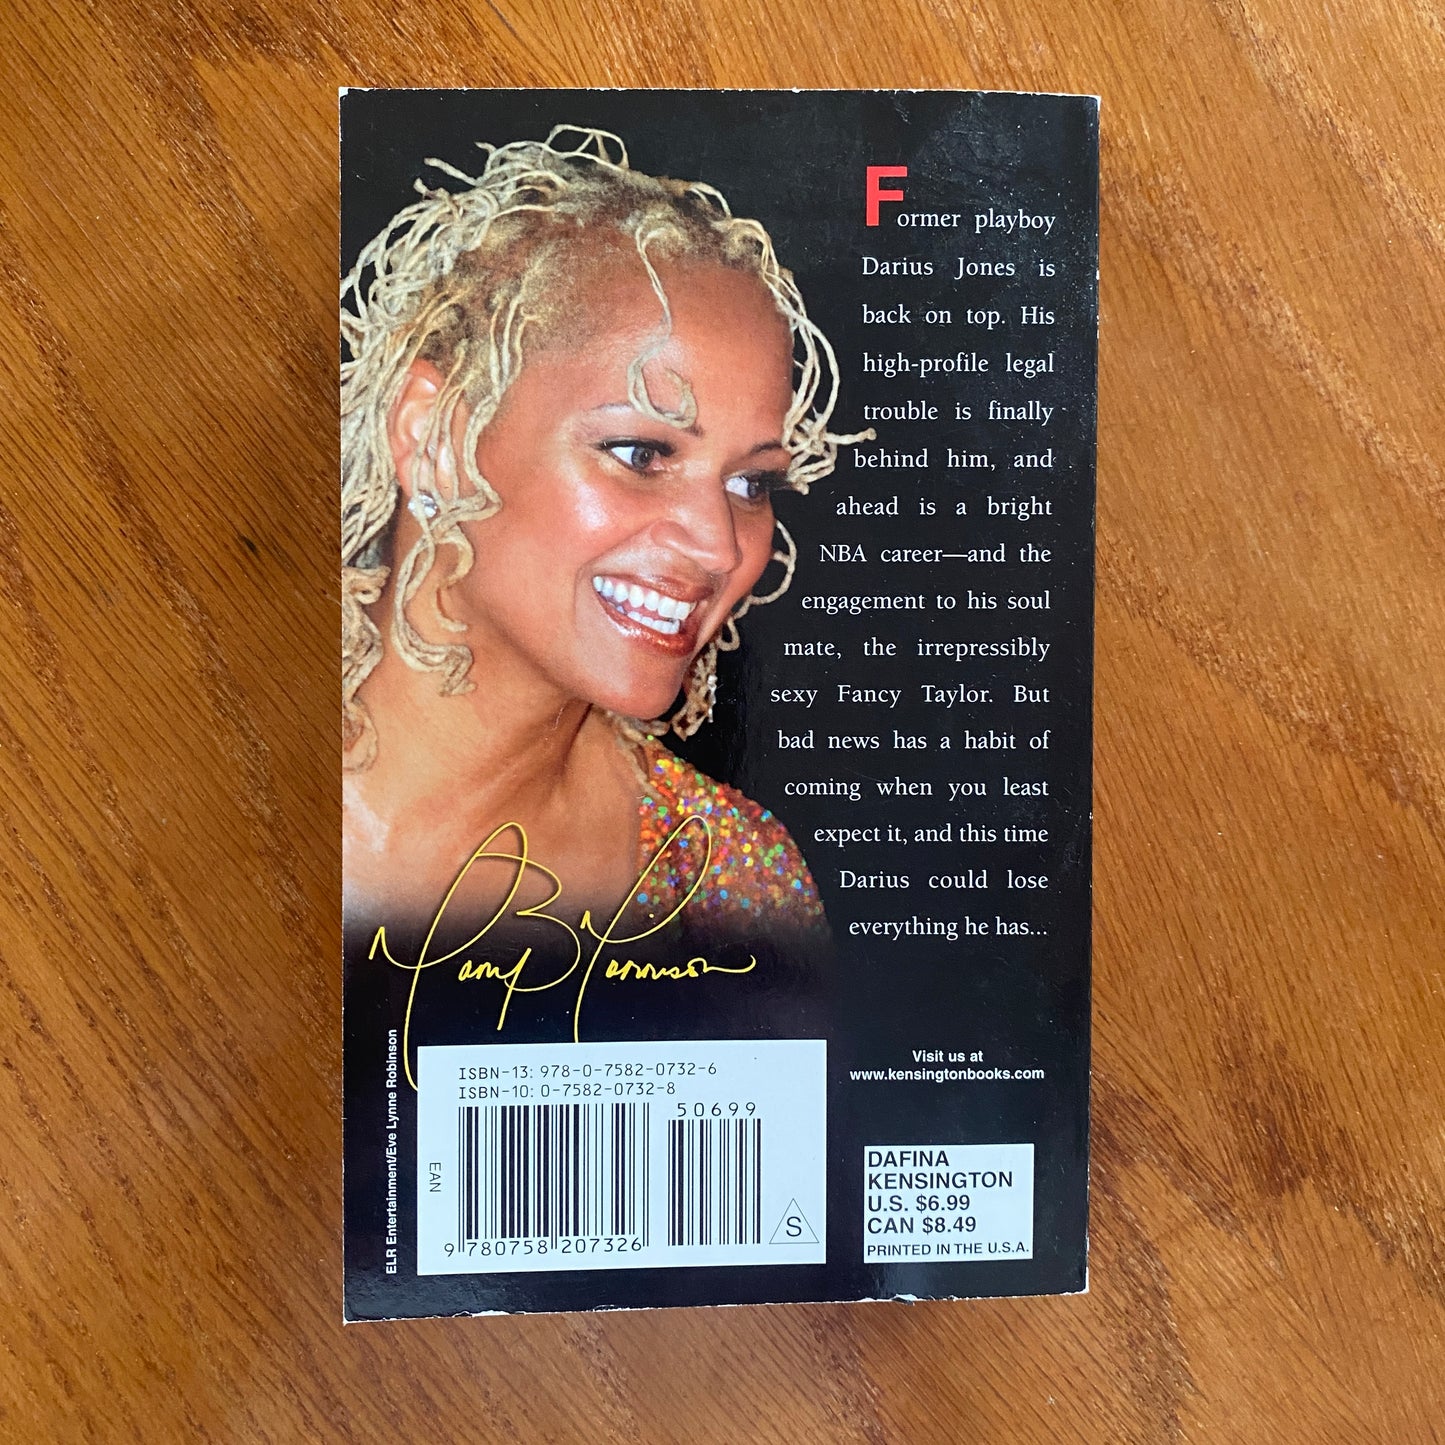 Former playboy
Darius Jones is
back on top. His
high-profile legal
trouble is finally
behind him, and
ahead is a bright
NBA career—and the
engagement to his soul
mate, the irrepressibly
sexy Fancy Taylor. But
bad news has a habit of
coming when you least
expect it, and this time
Darius could lose
everything he has...
Mary B Morrison
ELR Entertainment/Eve Lynne Robinson
ISBN-13: 978-0-7582-0732-6
ISBN-10: 0-7582-0732-8
50699
EAN
9 780758 207326
S
Visit us at
www.kensingtonbooks.com
DAFINA
KENSINGTON
U.S. $6.99
CAN $8.49
PRINTED IN THE U.S.A.